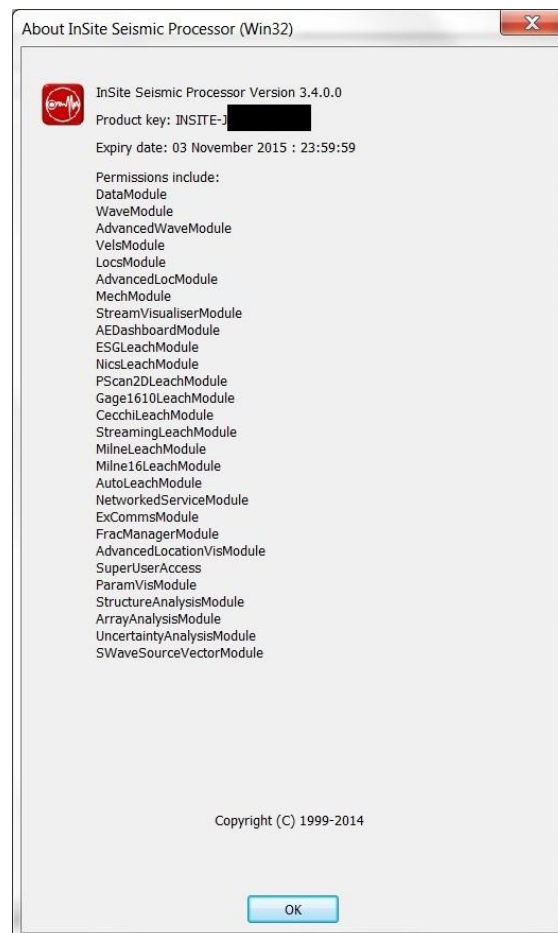 About InSite Seismic Processor (Win32)
InSite Seismic Processor Version 3.4.0.0
Product key: INSITE-J
Expiry date: 03 November 2015 : 23:59:59
Permissions include:
DataModule
WaveModule
AdvancedWaveModule
VelsModule
LocsModule
AdvancedLocModule
MechModule
StreamVisualiserModule
AEDashboardModule
ESGLeachModule
NicsLeachModule
PScan2DLeachModule
Gage1610LeachModule
CecchiLeachModule
StreamingLeachModule
MilneLeachModule
Milne16LeachModule
AutoLeachModule
NetworkedServiceModule
ExCommsModule
FracManagerModule
AdvancedLocationVisModule
SuperUserAccess
ParamVisModule
StructureAnalysisModule
ArrayAnalysisModule
UncertaintyAnalysisModule
SWaveSourceVectorModule
Copyright (C) 1999-2014
OK